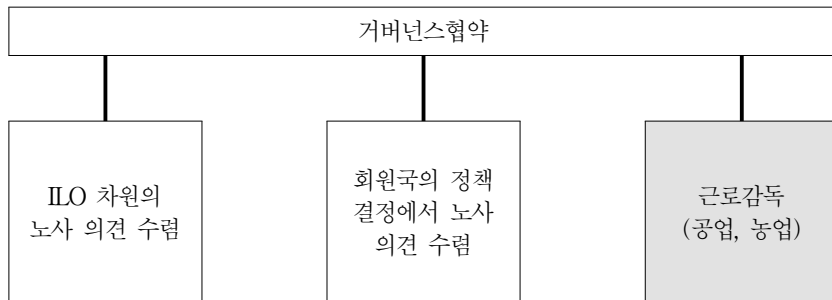 거버넌스협약
ILO 차원의
노사 의견 수렴
회원국의 정책
결정에서 노사
의견 수렴
근로감독
(공업, 농업)